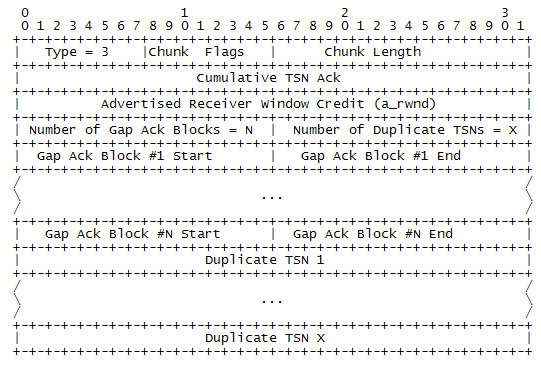 0                   1                   2                   3
0 1 2 3 4 5 6 7 8 9 0 1 2 3 4 5 6 7 8 9 0 1 2 3 4 5 6 7 8 9 0 1
+-+-+-+-+-+-+-+-+-+-+-+-+-+-+-+-+-+-+-+-+-+-+-+-+-+-+-+-+-+-+-+-+
|   Type = 3    |Chunk  Flags   |      Chunk Length             |
+-+-+-+-+-+-+-+-+-+-+-+-+-+-+-+-+-+-+-+-+-+-+-+-+-+-+-+-+-+-+-+-+
|                      Cumulative TSN Ack                       |
+-+-+-+-+-+-+-+-+-+-+-+-+-+-+-+-+-+-+-+-+-+-+-+-+-+-+-+-+-+-+-+-+
|          Advertised Receiver Window Credit (a_rwnd)           |
+-+-+-+-+-+-+-+-+-+-+-+-+-+-+-+-+-+-+-+-+-+-+-+-+-+-+-+-+-+-+-+-+
| Number of Gap Ack Blocks = N  |  Number of Duplicate TSNs = X |
+-+-+-+-+-+-+-+-+-+-+-+-+-+-+-+-+-+-+-+-+-+-+-+-+-+-+-+-+-+-+-+-+
|  Gap Ack Block #1 Start       |   Gap Ack Block #1 End        |
+-+-+-+-+-+-+-+-+-+-+-+-+-+-+-+-+-+-+-+-+-+-+-+-+-+-+-+-+-+-+-+-+
/                                                               /
\                              ...                              \
/                                                               /
+-+-+-+-+-+-+-+-+-+-+-+-+-+-+-+-+-+-+-+-+-+-+-+-+-+-+-+-+-+-+-+-+
|   Gap Ack Block #N Start      |  Gap Ack Block #N End         |
+-+-+-+-+-+-+-+-+-+-+-+-+-+-+-+-+-+-+-+-+-+-+-+-+-+-+-+-+-+-+-+-+
|                       Duplicate TSN 1                         |
+-+-+-+-+-+-+-+-+-+-+-+-+-+-+-+-+-+-+-+-+-+-+-+-+-+-+-+-+-+-+-+-+
/                                                               /
\                              ...                              \
/                                                               /
+-+-+-+-+-+-+-+-+-+-+-+-+-+-+-+-+-+-+-+-+-+-+-+-+-+-+-+-+-+-+-+-+
|                       Duplicate TSN X                         |
+-+-+-+-+-+-+-+-+-+-+-+-+-+-+-+-+-+-+-+-+-+-+-+-+-+-+-+-+-+-+-+-+